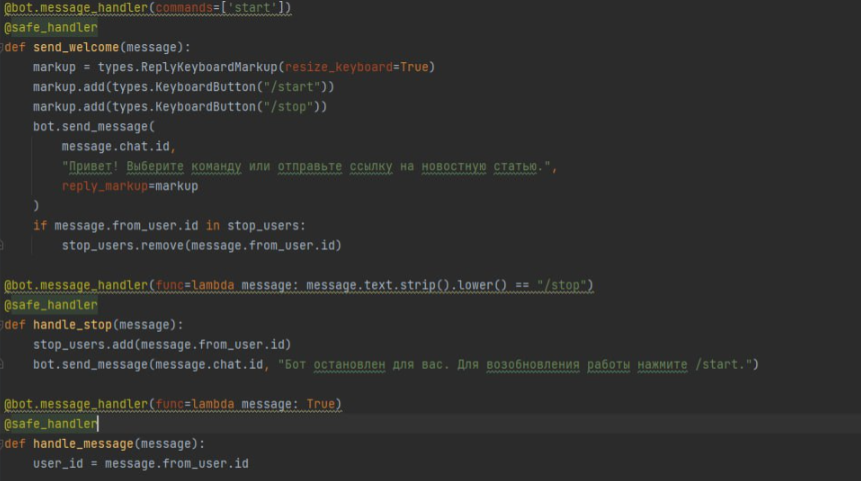 @bot.message_handler(commands=['start'])
@safe_handler
def send_welcome(message):
    markup = types.ReplyKeyboardMarkup(resize_keyboard=True)
    markup.add(types.KeyboardButton("/start"))
    markup.add(types.KeyboardButton("/stop"))
    bot.send_message(
        message.chat.id,
        "Привет! Выберите команду или отправьте ссылку на новостную статью.",
        reply_markup=markup
    )
    if message.from_user.id in stop_users:
        stop_users.remove(message.from_user.id)
@bot.message_handler(func=lambda message: message.text.strip().lower() == "/stop")
@safe_handler
def handle_stop(message):
    stop_users.add(message.from_user.id)
    bot.send_message(message.chat.id, "Бот остановлен для вас. Для возобновления работы нажмите /start.")
@bot.message_handler(func=lambda message: True)
@safe_handler
def handle_message(message):
    user_id = message.from_user.id